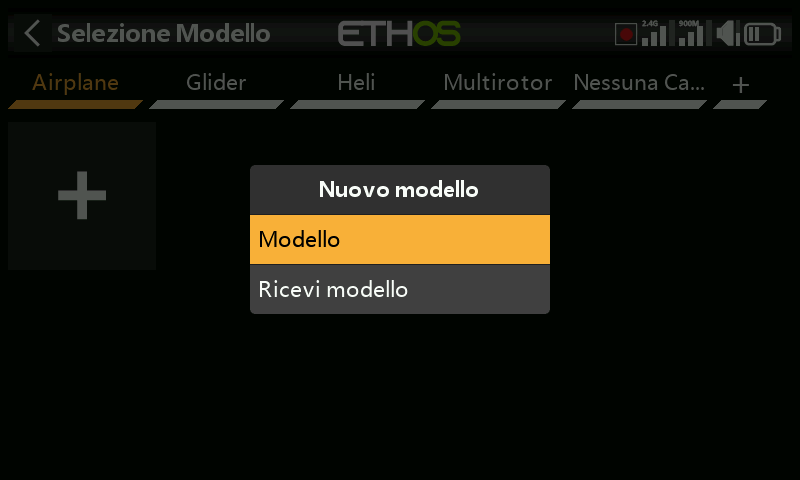 Selezione Modello
ETHOS
2.4G
900M
Airplane
Glider
Heli
Multirotor
Nessuna Ca...
+
Nuovo modello
Modello
Ricevi modello